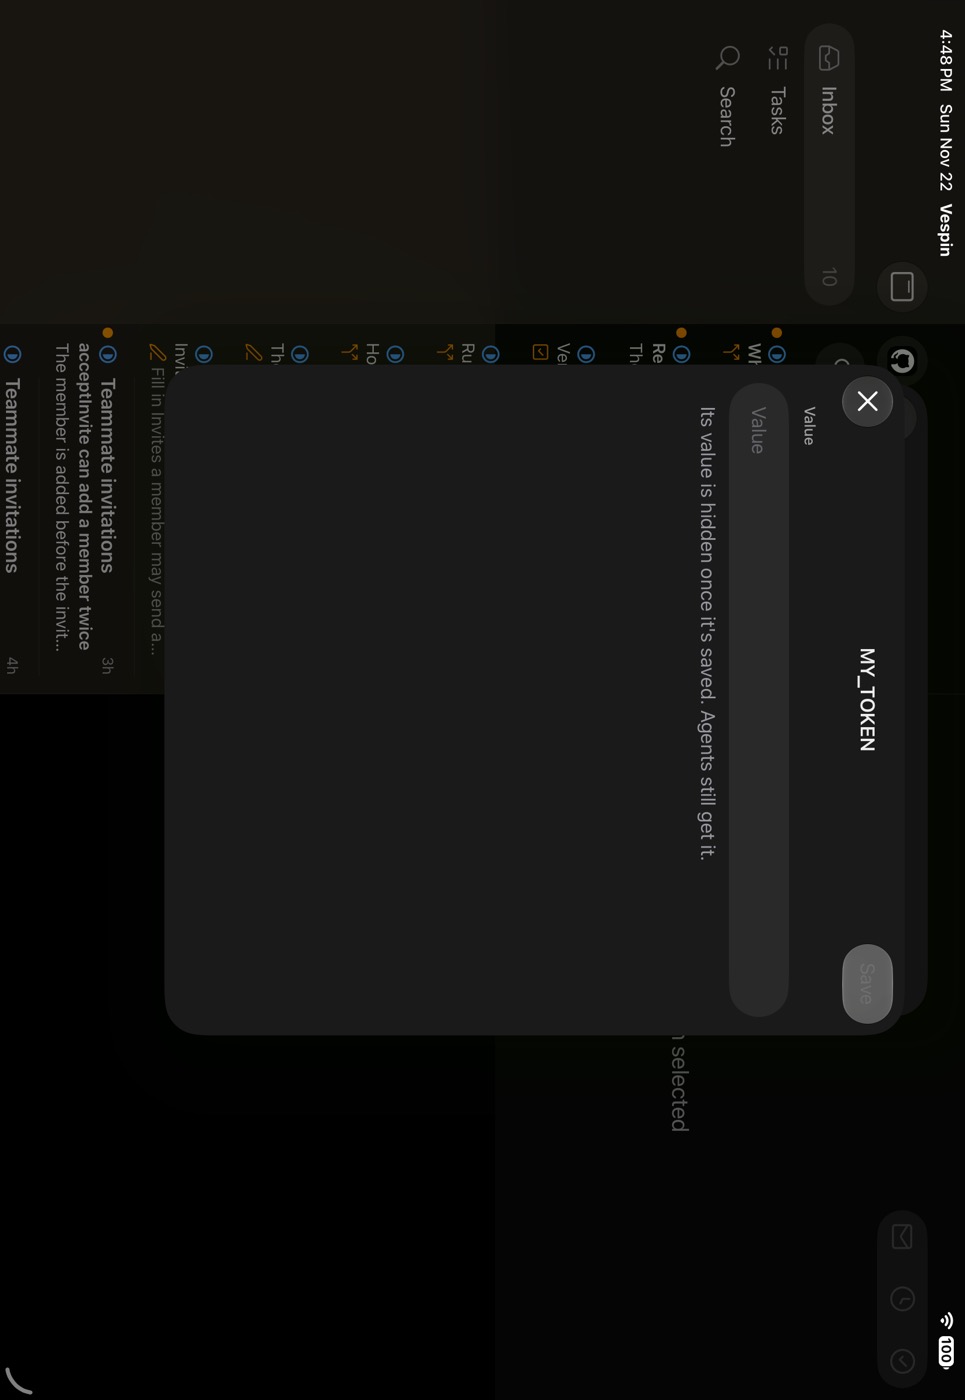 4:48 PM Sun Nov 22 Vespin
100
MY_TOKEN
Save
Inbox 10
Tasks
Search
Value
Value
Its value is hidden once it's saved. Agents still get it.
selected
Fill in Invites a member may send a...
Teammate invitations 3h
acceptInvite can add a member twice
The member is added before the invit...
Teammate invitations 4h